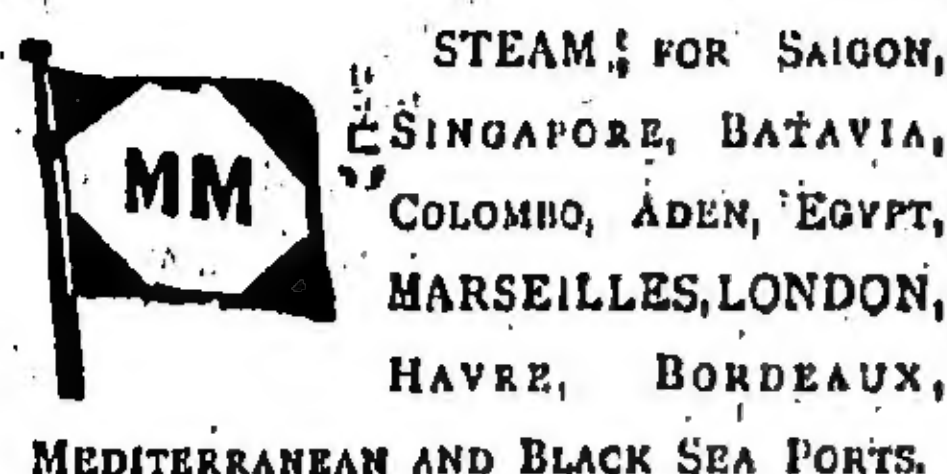 MM
STEAM FOR SAIGON,
SINGAPORE, BATAVIA,
COLOMBO, ADEN, EGYPT,
MARSEILLES, LONDON,
HAVRE, BORDEAUX,
MEDITERRANEAN AND BLACK SEA PORTS.